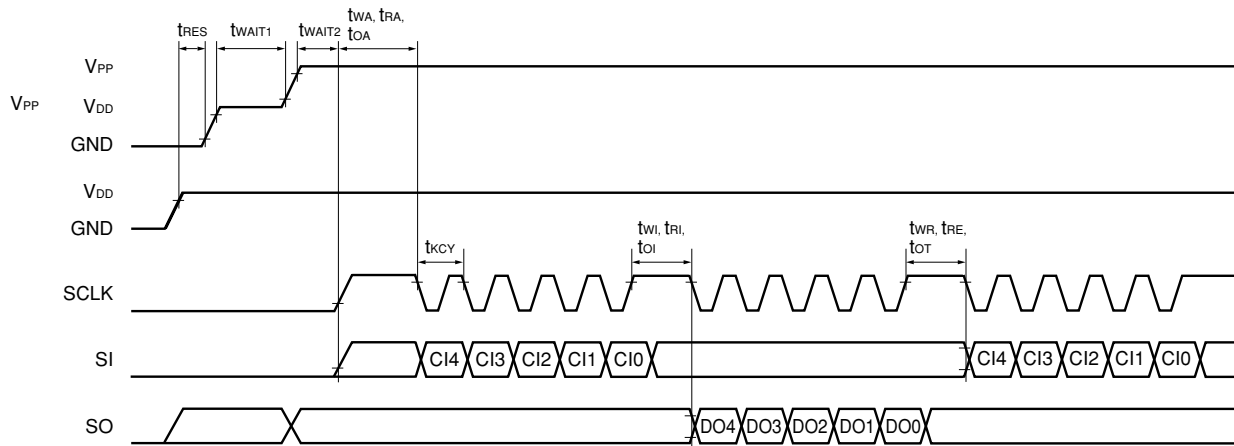 tRES tWAIT1 tWAIT2 tWA, tRA,
tOA
VPP
VPP VDD
GND
VDD
GND
tKCY tWI, tRI,
tOI tWR, tRE,
tOT
SCLK
SI CI4 CI3 CI2 CI1 CI0 CI4 CI3 CI2 CI1 CI0
SO DO4 DO3 DO2 DO1 DO0